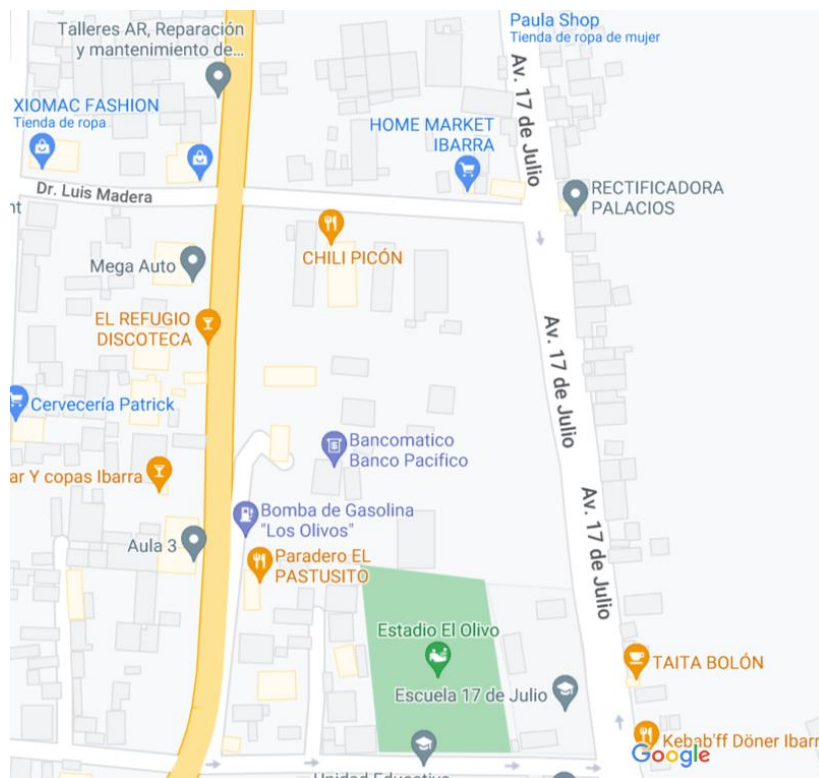 Paula Shop
Tienda de ropa de mujer
Talleres AR, Reparación
y mantenimiento de...
Av. 17 de Julio
XIOMAC FASHION
Tienda de ropa
HOME MARKET
IBARRA
Dr. Luis Madera
RECTIFICADORA
PALACIOS
nt
CHILI PICÓN
Mega Auto
EL REFUGIO
DISCOTECA
Av. 17 de Julio
Cervecería Patrick
Bancomatico
Banco Pacifico
ar Y copas Ibarra
Av. 17 de Julio
Bomba de Gasolina
"Los Olivos"
Aula 3
Paradero EL
PASTUSITO
Estadio El Olivo
TAITA BOLÓN
Escuela 17 de Julio
Kebab'ff Döner Ibarr
Google
Unidad Educativa